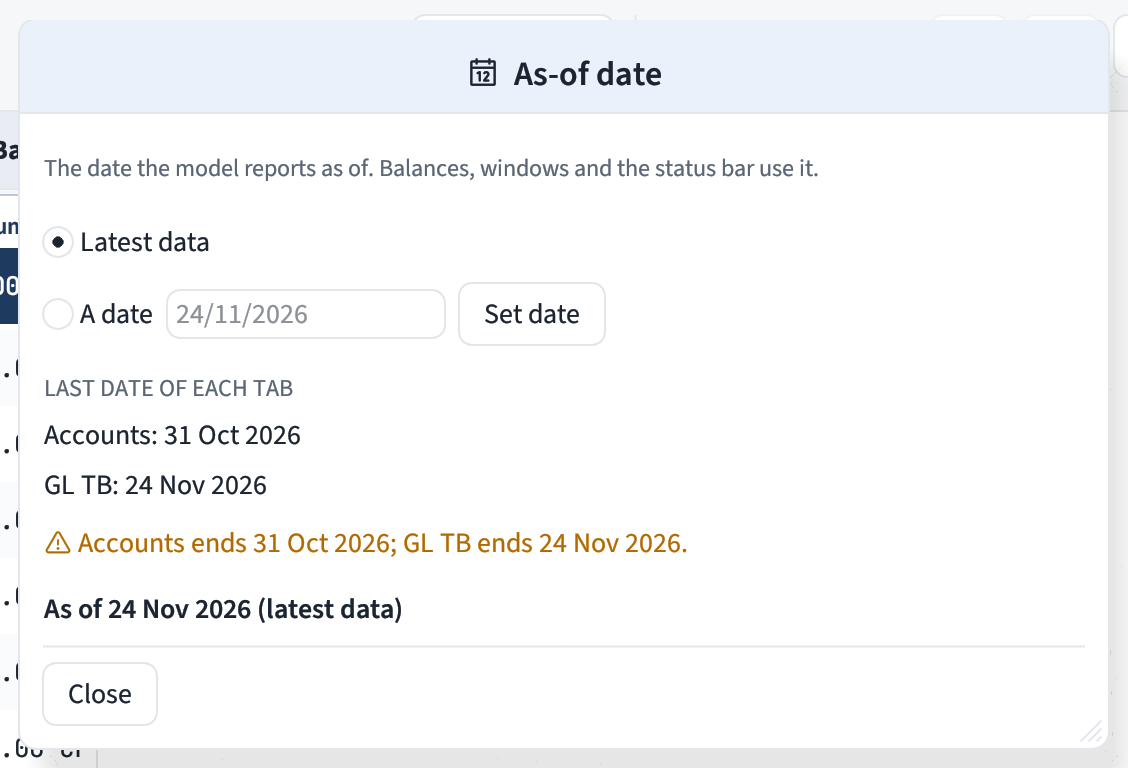 12 As-of date
The date the model reports as of. Balances, windows and the status bar use it.
Latest data
A date 24/11/2026 Set date
LAST DATE OF EACH TAB
Accounts: 31 Oct 2026
GL TB: 24 Nov 2026
Accounts ends 31 Oct 2026; GL TB ends 24 Nov 2026.
As of 24 Nov 2026 (latest data)
Close